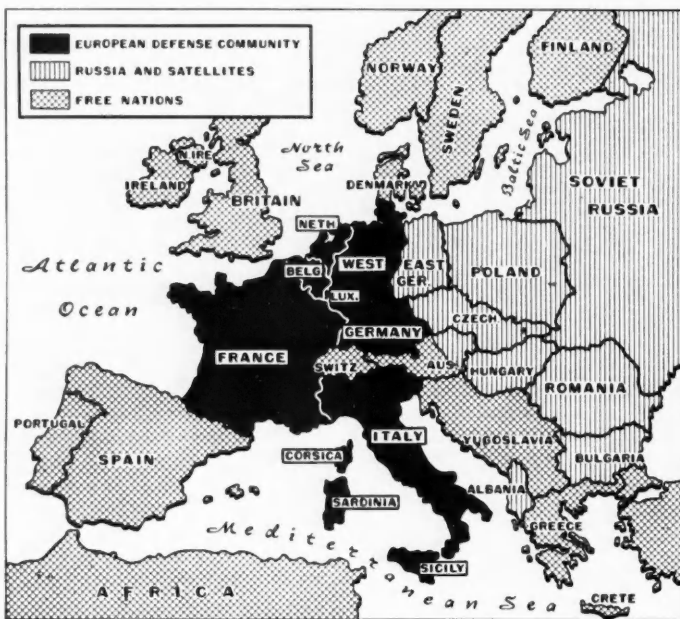 EUROPEAN DEFENSE COMMUNITY
RUSSIA AND SATELLITES
FREE NATIONS
NORWAY
SWEDEN
FINLAND
North
Sea
Baltic Sea
N.IRE.
IRELAND
BRITAIN
DENMARK
SOVIET
RUSSIA
Atlantic
Ocean
NETH
BELG
LUX.
WEST
GERMANY
EAST
GER.
POLAND
CZECH.
FRANCE
SWITZ
AUS.
HUNGARY
ROMANIA
PORTUGAL
SPAIN
CORSICA
SARDINIA
ITALY
YUGOSLAVIA
BULGARIA
ALBANIA
GREECE
Mediterranean Sea
SICILY
CRETE
AFRICA